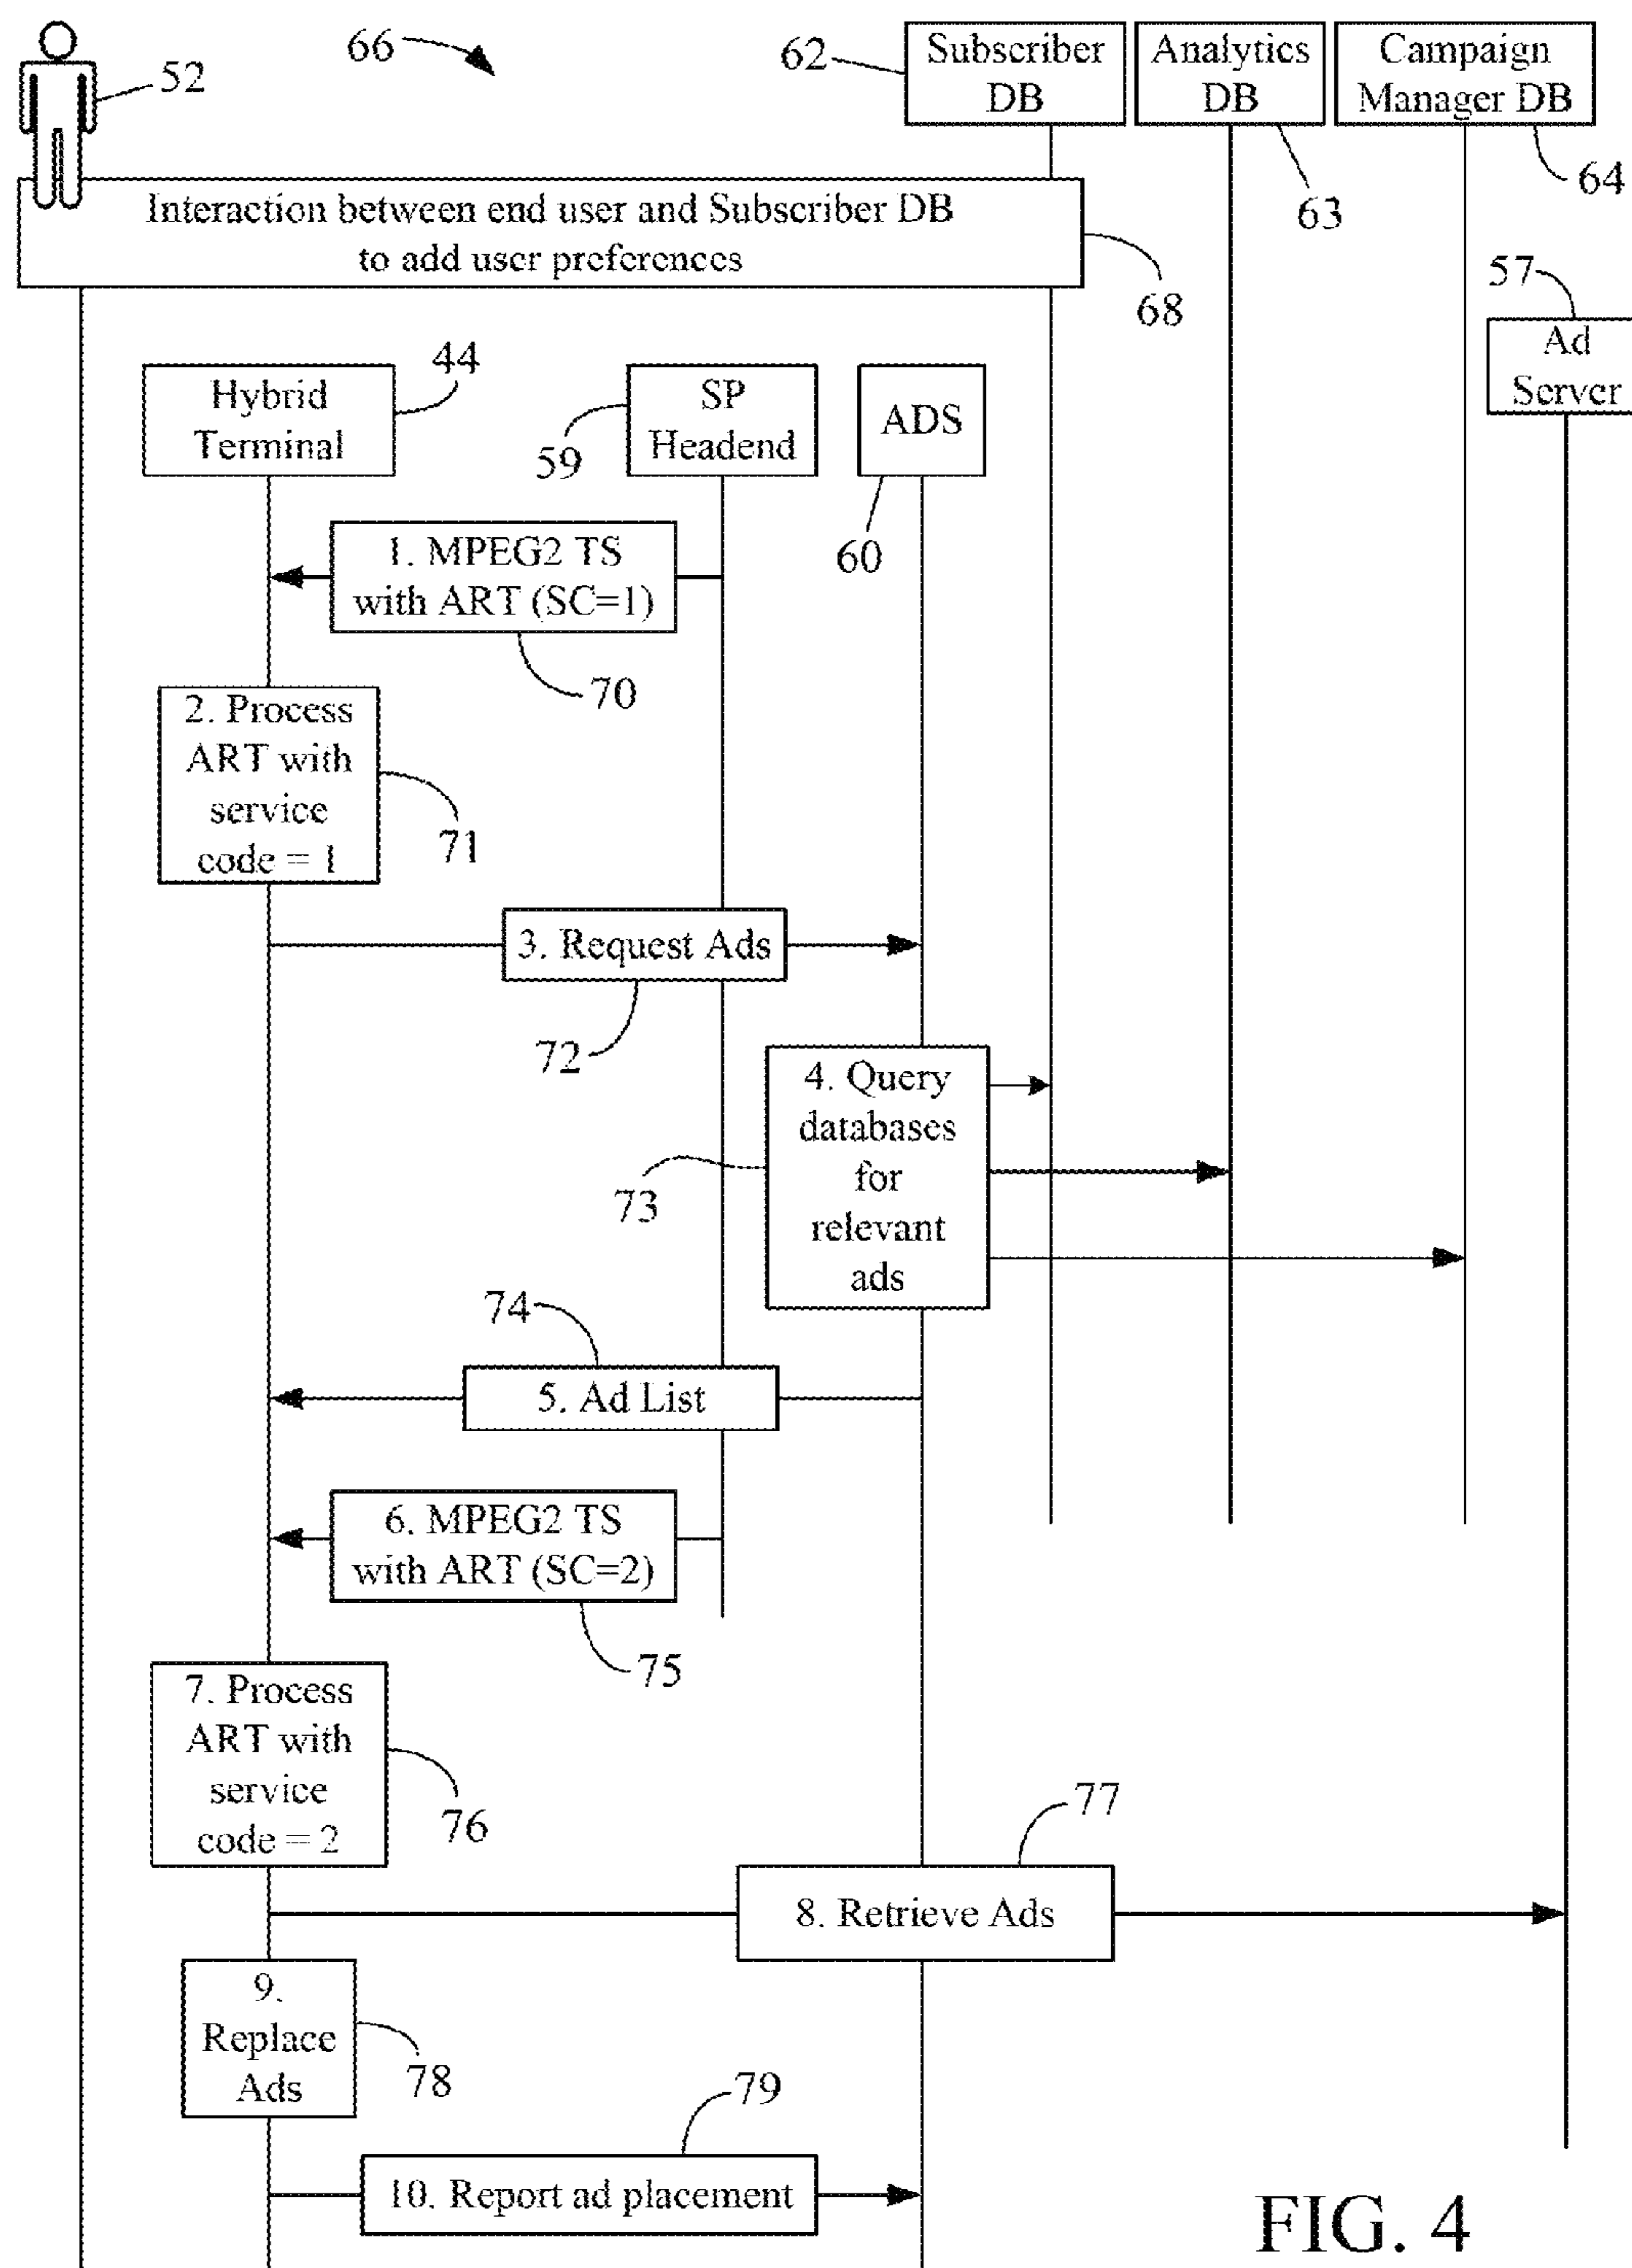 66
62
Subscriber
DB
Analytics
DB
Campaign
Manager DB
52
64
63
Interaction between end user and Subscriber DB
to add user preferences
68
57
Ad
Server
Hybrid
Terminal
44
SP
Headend
59
ADS
60
1. MPEG2 TS
with ART (SC=1)
70
2. Process
ART with
service
code = 1
71
3. Request Ads
72
4. Query
databases
for
relevant
ads
73
74
5. Ad List
6. MPEG2 TS
with ART (SC=2)
75
7. Process
ART with
service
code = 2
76
77
8. Retrieve Ads
9.
Replace
Ads
78
79
10. Report ad placement
FIG. 4